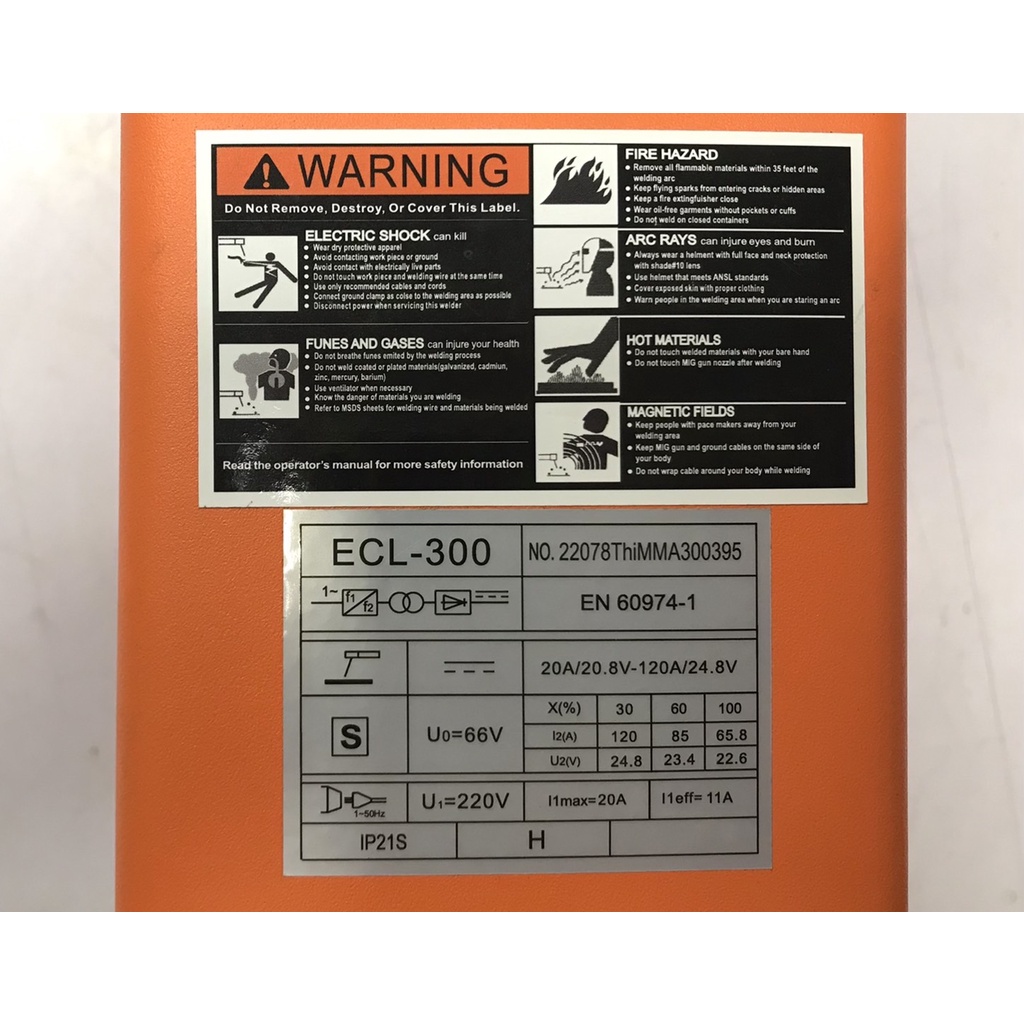 WARNING
Do Not Remove, Destroy, Or Cover This Label.
ELECTRIC SHOCK can kill
● Wear dry protective apparel
● Avoid contacting work piece or ground
● Avoid contact with electrically live parts
● Do not touch work piece and welding wire at the same time
● Use only recommended cables and cords
● Connect ground clamp as colse to the welding area as possible
● Disconnect power when servicing this welder
FUNES AND GASES can injure your health
● Do not breathe funes emited by the welding process
● Do not weld coated or plated materials(galvanized, cadmiun,
zinc, mercury, barium)
● Use ventilator when necessary
● Know the danger of materials you are welding
● Refer to MSDS sheets for welding wire and materials being welded
Read the operator's manual for more safety information
FIRE HAZARD
● Remove all flammable materials within 35 feet of the
welding arc
● Keep flying sparks from entering cracks or hidden areas
● Keep a fire extingfuisher close
● Wear oil-free garments without pockets or cuffs
● Do not weld on closed containers
ARC RAYS can injure eyes and burn
● Always wear a helment with full face and neck protection
with shade#10 lens
● Use helmet that meets ANSL standards
● Cover exposed skin with proper clothing
● Warn people in the welding area when you are staring an arc
HOT MATERIALS
● Do not touch welded materials with your bare hand
● Do not touch MIG gun nozzle after welding
MAGNETIC FIELDS
● Keep people with pace makers away from your
welding area
● Keep MIG gun and ground cables on the same side of
your body
● Do not wrap cable around your body while welding
ECL-300 NO. 22078ThiMMA300395
1~ f1 f2 EN 60974-1
20A/20.8V-120A/24.8V
X(%) 30 60 100
S U0=66V I2(A) 120 85 65.8
U2(V) 24.8 23.4 22.6
1~50Hz U1=220V I1max=20A I1eff= 11A
IP21S H